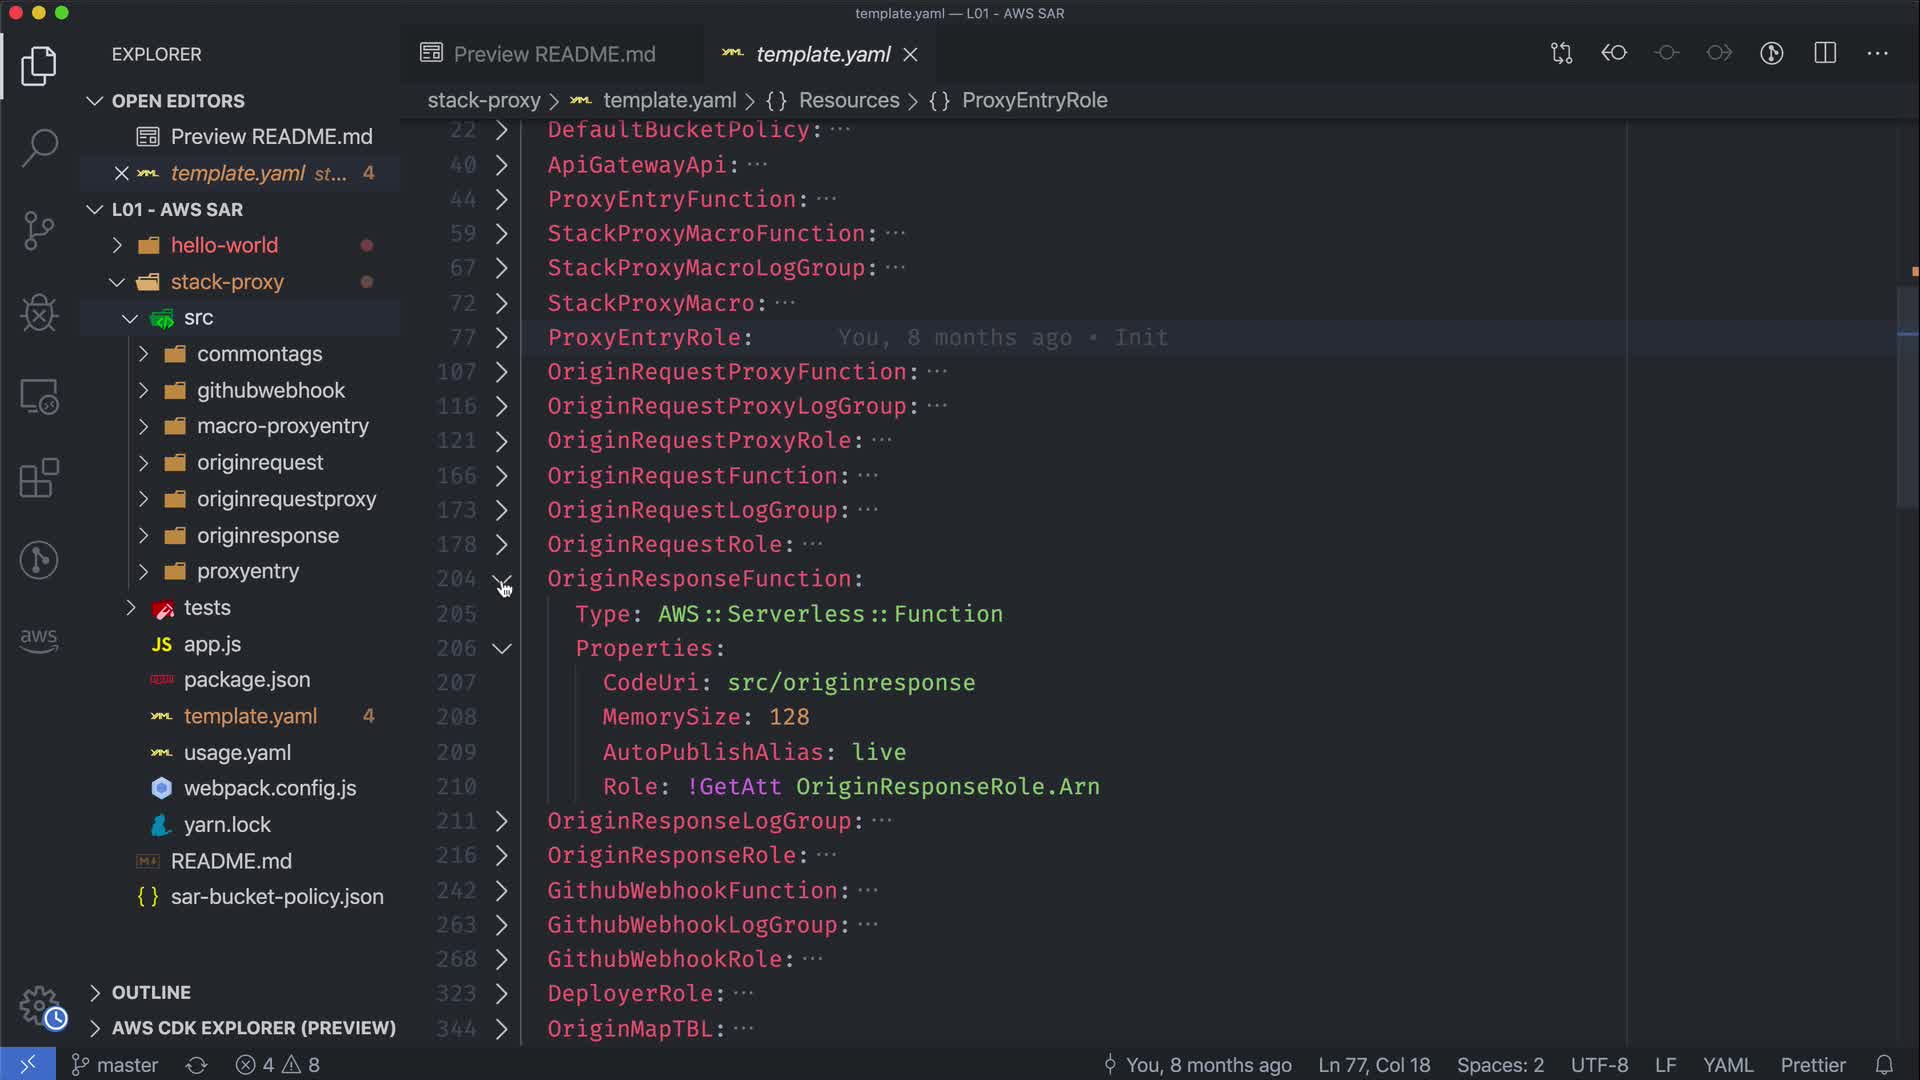 template.yaml — L01 - AWS SAR
EXPLORER
OPEN EDITORS
Preview README.md
template.yaml st... 4
L01 - AWS SAR
hello-world
stack-proxy
src
commontags
githubwebhook
macro-proxyentry
originrequest
originrequestproxy
originresponse
proxyentry
tests
JS app.js
package.json
template.yaml 4
usage.yaml
webpack.config.js
yarn.lock
README.md
{ } sar-bucket-policy.json
OUTLINE
AWS CDK EXPLORER (PREVIEW)
aws
Preview README.md
template.yaml
stack-proxy > template.yaml > {} Resources > {} ProxyEntryRole
22 DefaultBucketPolicy: ···
40 ApiGatewayApi: ···
44 ProxyEntryFunction: ···
59 StackProxyMacroFunction: ···
67 StackProxyMacroLogGroup: ···
72 StackProxyMacro: ···
77 ProxyEntryRole: You, 8 months ago • Init
107 OriginRequestProxyFunction: ···
116 OriginRequestProxyLogGroup: ···
121 OriginRequestProxyRole: ···
166 OriginRequestFunction: ···
173 OriginRequestLogGroup: ···
178 OriginRequestRole: ···
204 OriginResponseFunction:
205 Type: AWS::Serverless::Function
206 Properties:
207 CodeUri: src/originresponse
208 MemorySize: 128
209 AutoPublishAlias: live
210 Role: !GetAtt OriginResponseRole.Arn
211 OriginResponseLogGroup: ···
216 OriginResponseRole: ···
242 GithubWebhookFunction: ···
263 GithubWebhookLogGroup: ···
268 GithubWebhookRole: ···
323 DeployerRole: ···
344 OriginMapTBL: ···
master 4 8 You, 8 months ago Ln 77, Col 18 Spaces: 2 UTF-8 LF YAML Prettier